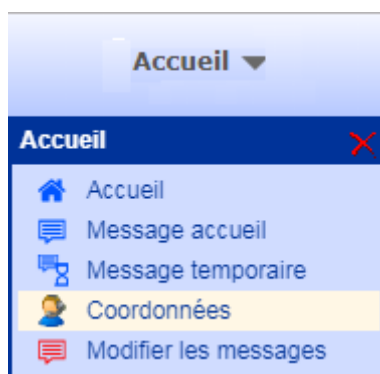 Accueil
Accueil
Accueil
Message accueil
Message temporaire
Coordonnées
Modifier les messages